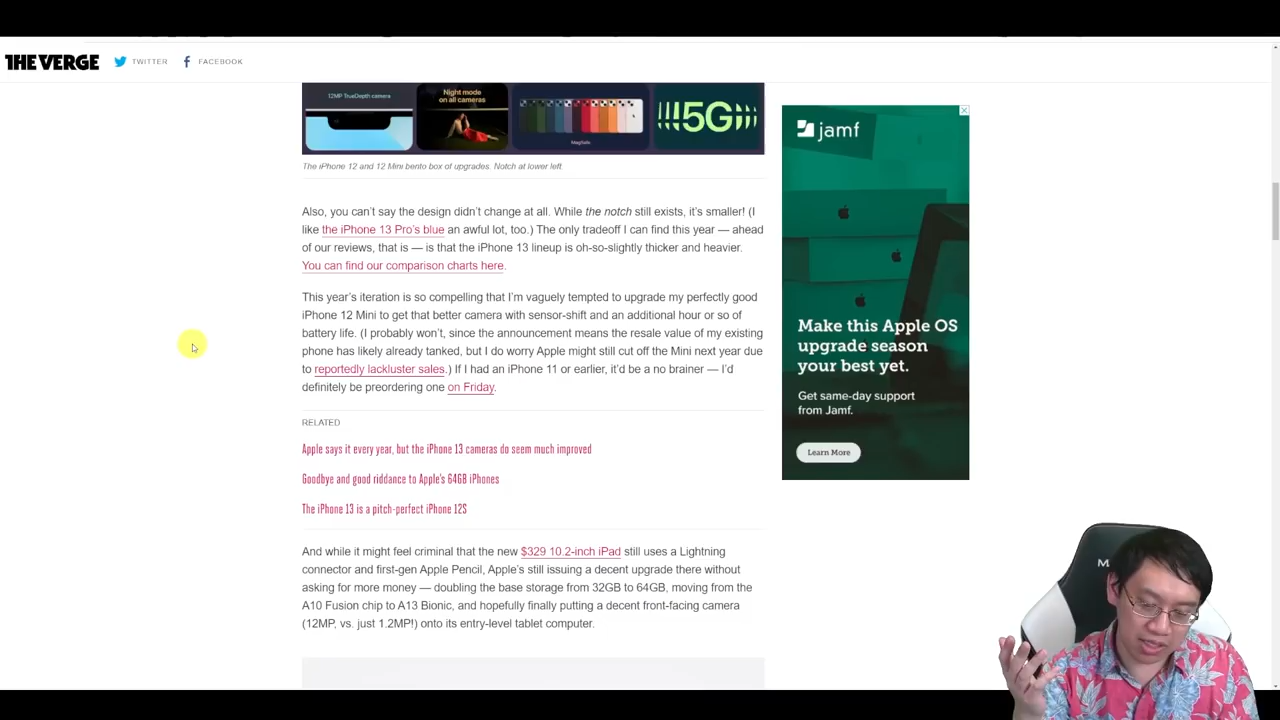 THE VERGE
TWITTER
FACEBOOK
12MP TrueDepth camera
Night mode
on all cameras
MagSafe
5G
The iPhone 12 and 12 Mini bento box of upgrades. Notch at lower left
Also, you can't say the design didn't change at all. While the notch still exists, it's smaller! (I
like the iPhone 13 Pro's blue an awful lot, too.) The only tradeoff I can find this year — ahead
of our reviews, that is — is that the iPhone 13 lineup is oh-so-slightly thicker and heavier.
You can find our comparison charts here.
This year's iteration is so compelling that I'm vaguely tempted to upgrade my perfectly good
iPhone 12 Mini to get that better camera with sensor-shift and an additional hour or so of
battery life. (I probably won't, since the announcement means the resale value of my existing
phone has likely already tanked, but I do worry Apple might still cut off the Mini next year due
to reportedly lackluster sales.) If I had an iPhone 11 or earlier, it'd be a no brainer — I'd
definitely be preordering one on Friday.
RELATED
Apple says it every year, but the iPhone 13 cameras do seem much improved
Goodbye and good riddance to Apple's 64GB iPhones
The iPhone 13 is a pitch-perfect iPhone 12S
And while it might feel criminal that the new $329 10.2-inch iPad still uses a Lightning
connector and first-gen Apple Pencil, Apple's still issuing a decent upgrade there without
asking for more money — doubling the base storage from 32GB to 64GB, moving from the
A10 Fusion chip to A13 Bionic, and hopefully finally putting a decent front-facing camera
(12MP, vs. just 1.2MP!) onto its entry-level tablet computer.
jamf
Make this Apple OS
upgrade season
your best yet.
Get same-day support
from Jamf.
Learn More
M